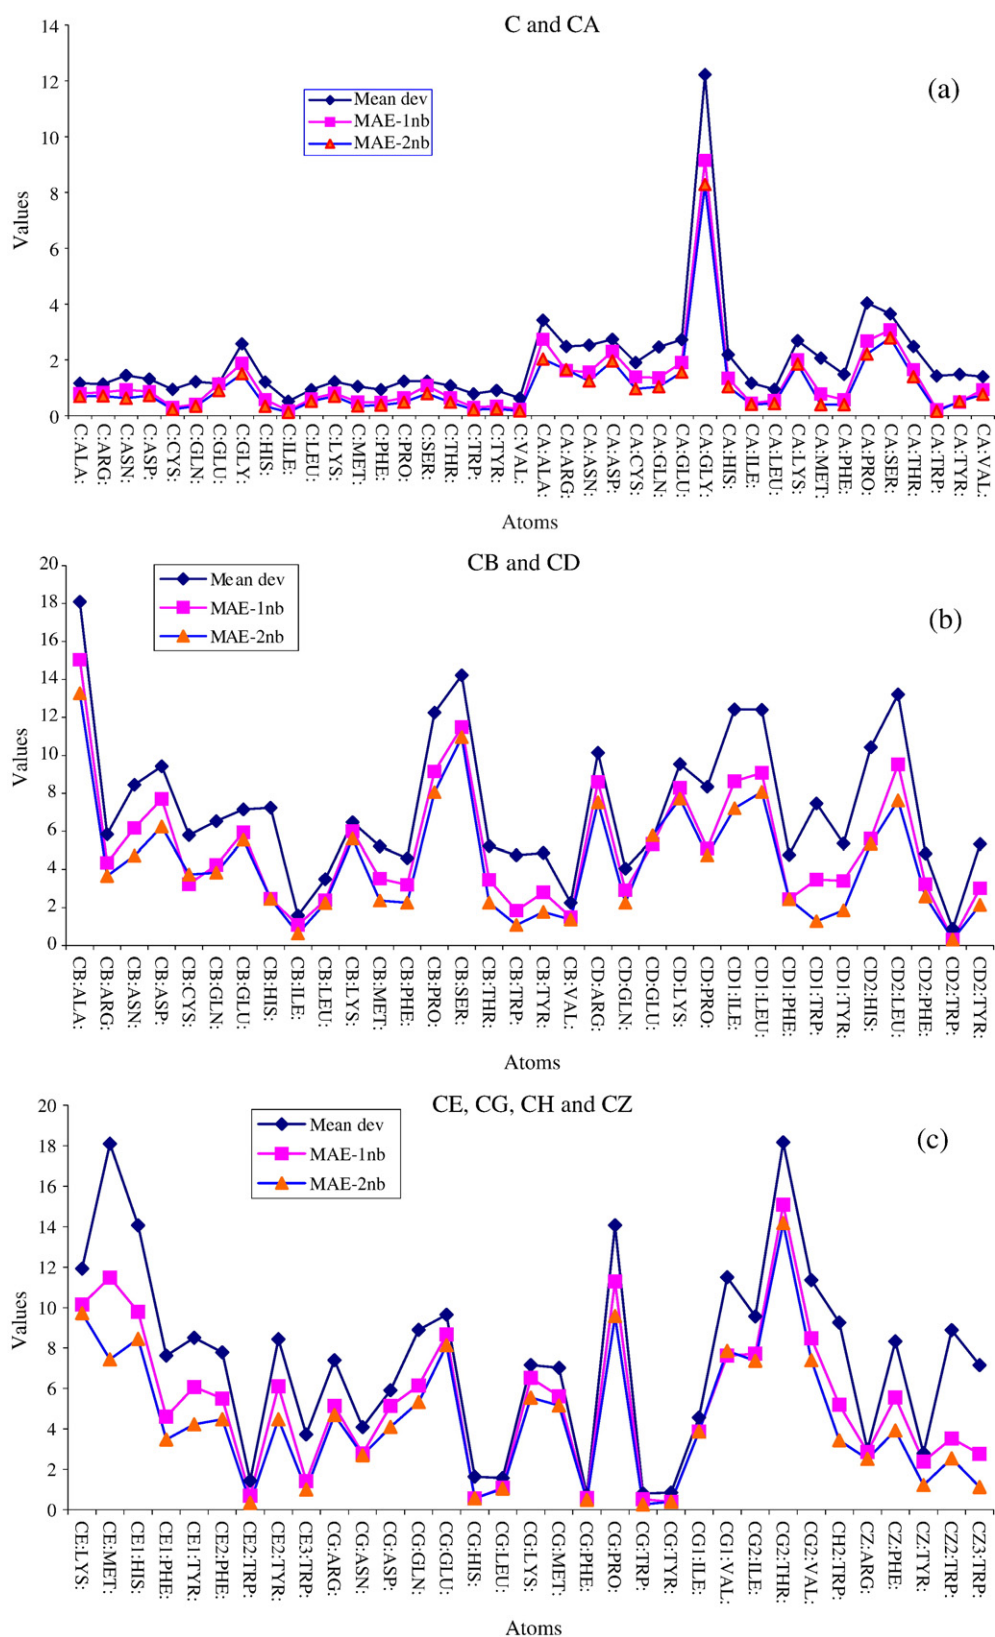 C and CA
(a)
Mean dev
MAE-1nb
MAE-2nb
14
12
10
8
6
4
2
0
Values
C:ALA:
C:ARG:
C:ASN:
C:ASP:
C:CYS:
C:GLN:
C:GLU:
C:GLY:
C:HIS:
C:ILE:
C:LEU:
C:LYS:
C:MET:
C:PHE:
C:PRO:
C:SER:
C:THR:
C:TRP:
C:TYR:
C:VAL:
CA:ALA:
CA:ARG:
CA:ASN:
CA:ASP:
CA:CYS:
CA:GLN:
CA:GLU:
CA:GLY:
CA:HIS:
CA:ILE:
CA:LEU:
CA:LYS:
CA:MET:
CA:PHE:
CA:PRO:
CA:SER:
CA:THR:
CA:TRP:
CA:TYR:
CA:VAL:
Atoms
CB and CD
(b)
Mean dev
MAE-1nb
MAE-2nb
20
18
16
14
12
10
8
6
4
2
0
Values
CB:ALA:
CB:ARG:
CB:ASN:
CB:ASP:
CB:CYS:
CB:GLN:
CB:GLU:
CB:HIS:
CB:ILE:
CB:LEU:
CB:LYS:
CB:MET:
CB:PHE:
CB:PRO:
CB:SER:
CB:THR:
CB:TRP:
CB:TYR:
CB:VAL:
CD:ARG:
CD:GLN:
CD:GLU:
CD:LYS:
CD:PRO:
CD1:ILE:
CD1:LEU:
CD1:PHE:
CD1:TRP:
CD1:TYR:
CD2:HIS:
CD2:LEU:
CD2:PHE:
CD2:TRP:
CD2:TYR:
Atoms
CE, CG, CH and CZ
(c)
Mean dev
MAE-1nb
MAE-2nb
20
18
16
14
12
10
8
6
4
2
0
Values
CE:LYS:
CE:MET:
CE1:HIS:
CE1:PHE:
CE1:TYR:
CE2:PHE:
CE2:TRP:
CE2:TYR:
CE3:TRP:
CG:ARG:
CG:ASN:
CG:ASP:
CG:GLN:
CG:GLU:
CG:HIS:
CG:LEU:
CG:LYS:
CG:MET:
CG:PHE:
CG:PRO:
CG:TRP:
CG:TYR:
CG1:ILE:
CG1:VAL:
CG2:ILE:
CG2:THR:
CG2:VAL:
CH2:TRP:
CZ:ARG:
CZ:PHE:
CZ:TYR:
CZ2:TRP:
CZ3:TRP:
Atoms